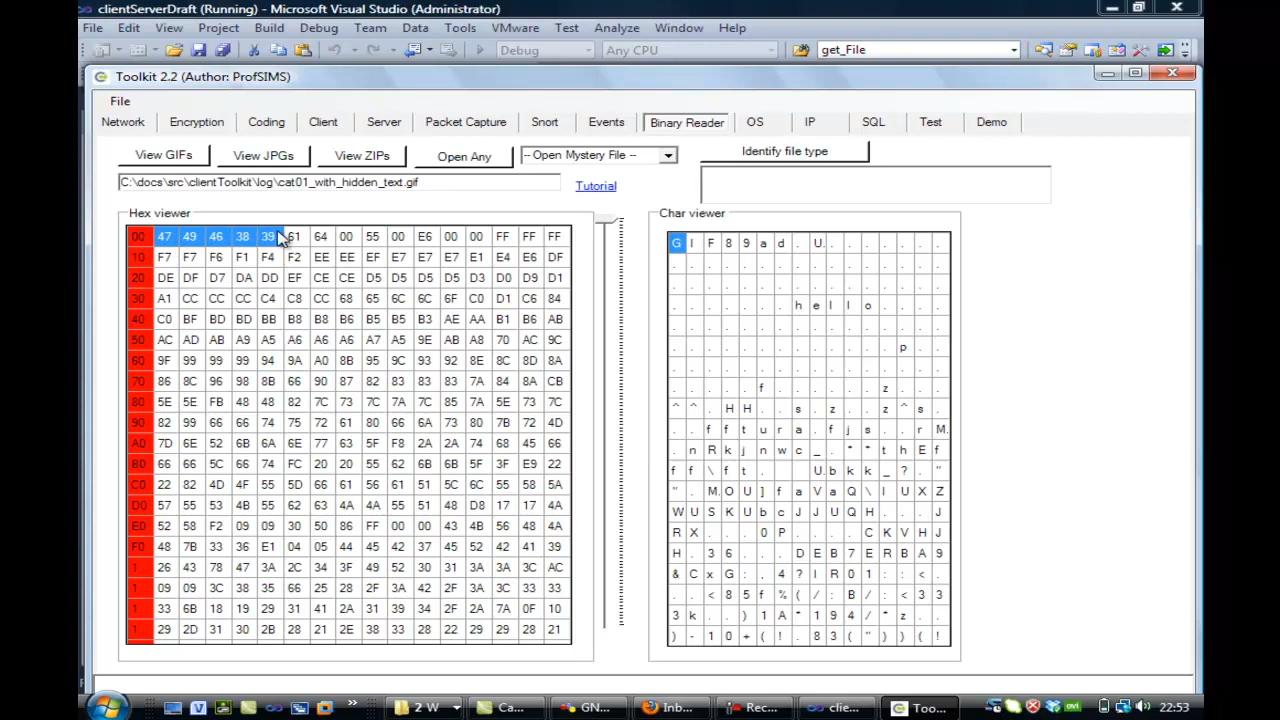 clientServerDraft (Running) - Microsoft Visual Studio (Administrator)
File Edit View Project Build Debug Team Data Tools VMware Test Analyze Window Help
Debug Any CPU get_File
Toolkit 2.2 (Author: ProfSIMS)
File
Network Encryption Coding Client Server Packet Capture Snort Events Binary Reader OS IP SQL Test Demo
View GIFs View JPGs View ZIPs Open Any -- Open Mystery File -- Identify file type
C:\docs\src\clientToolkit\log\cat01_with_hidden_text.gif Tutorial
Hex viewer Char viewer
00 47 49 46 38 39 61 64 00 55 00 E6 00 00 FF FF FF
10 F7 F7 F6 F1 F4 F2 EE EE EF E7 E7 E7 E1 E4 E6 DF
20 DE DF D7 DA DD EF CE CE D5 D5 D5 D3 D0 D9 D1
30 A1 CC CC CC C4 C8 CC 68 65 6C 6C 6F C0 D1 C6 84
40 C0 BF BD BD BB B8 B8 B6 B5 B5 B3 AE AA B1 B6 AB
50 AC AD AB A9 A5 A6 A6 A7 A5 9E AB A8 70 AC 9C
60 9F 99 99 99 94 9A A0 8B 95 9C 93 92 8E 8C 8D 8A
70 86 8C 96 98 8B 66 90 87 82 83 83 83 7A 84 8A CB
80 5E 5E FB 48 48 82 7C 73 7A 7C 85 7A 5E 73 7C
90 82 99 66 66 74 75 72 61 80 66 6A 73 80 7B 72 4D
A0 7D 6E 52 6B 6A 6E 77 63 5F F8 2A 2A 74 68 45 66
B0 66 66 5C 66 74 FC 20 20 55 62 6B 6B 5F 3F E9 22
C0 22 82 4D 4F 55 5D 66 61 56 61 51 5C 6C 55 58 5A
D0 57 55 53 4B 55 62 63 4A 4A 55 51 48 D8 17 17 4A
E0 52 58 F2 09 09 30 50 86 FF 00 00 43 4B 56 48 4A
F0 48 7B 33 36 E1 04 05 44 45 42 37 45 52 42 41 39
1 26 43 78 47 3A 2C 34 3F 49 52 30 31 3A 3A 3C AC
1 09 09 3C 38 35 66 25 28 2F 3A 42 2F 3A 3C 33 33
1 33 6B 18 19 29 31 41 2A 31 39 34 2F 2A 7A 0F 10
1 29 2D 31 30 2B 28 21 2E 38 33 28 22 29 29 28 21
G I F 8 9 a d . U .
. . . . . . . . . . . . . . . .
. . . . . . . . . . . . . . . .
. . . . . . . h e l l o . . . .
. . . . . . . . . . . . . . . .
. . . . . . . . . . . . . p . .
. . . . . . . . . . . . . . . .
. . . . . f . . . . . . z . . .
^ ^ . H H . . s . z . . z ^ s .
. . f f t u r a . f j s . . r M
. n R k j n w c _ . * * t h E f
f f \ f t . U b k k _ ? . "
" . M O U ] f a V a Q \ l U X Z
W U S K U b c J J U Q H . . . J
R X . . . 0 P . . . . C K V H J
H . 3 6 . . . D E B 7 E R B A 9
& C x G : , 4 ? I R 0 1 : : < .
. . < 8 5 f % ( / : B / : < 3 3
3 k . . ) 1 A * 1 9 4 / * z . .
) - 1 0 + ( ! . 8 3 ( " ) ) ( !
2 W Ca... GN... Inb... Rec... clie... Too... 22:53